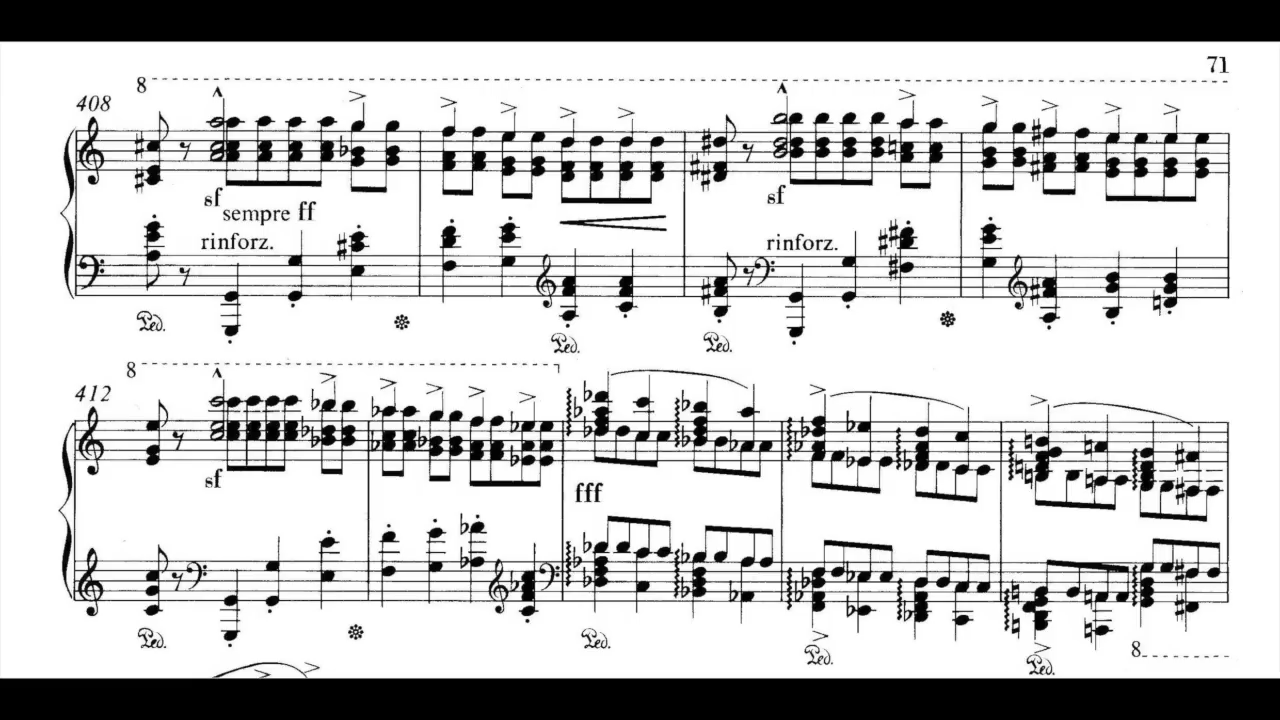 71
8
408
sf
sempre ff
rinforz.
sf
rinforz.
Ped.
Ped.
Ped.
8
412
sf
fff
Ped.
Ped.
Ped.
Ped.
8